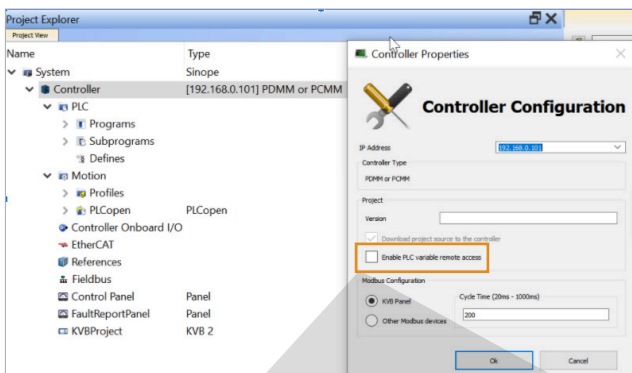 Project Explorer
Project View
Name Type
System Sinope
Controller [192.168.0.101] PDMM or PCMM
PLC
Programs
Subprograms
Defines
Motion
Profiles
PLCopen PLCopen
Controller Onboard I/O
EtherCAT
References
Fieldbus
Control Panel Panel
FaultReportPanel Panel
KVBProject KVB 2
Controller Properties
Controller Configuration
IP Address 192.168.0.101
Controller Type
PDMM or PCMM
Project
Version
Download project source to the controller
Enable PLC variable remote access
Modbus Configuration
KVB Panel
Cycle Time (20ms - 1000ms)
200
Other Modbus devices
Ok Cancel